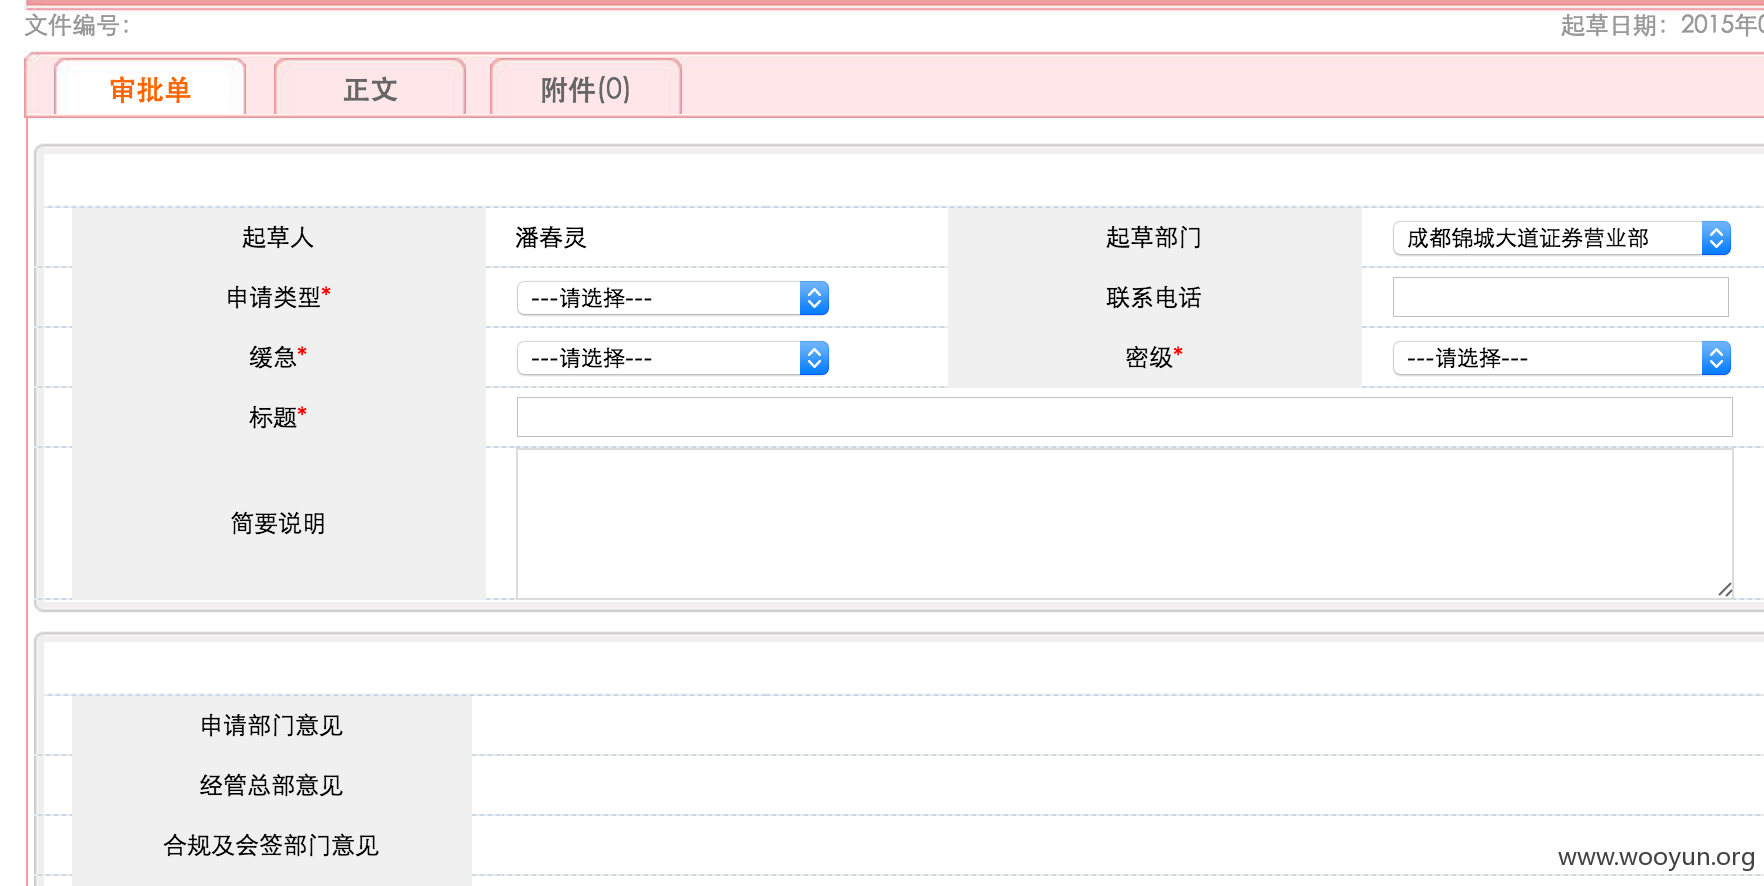 文件编号： 起草日期：2015年0
审批单 正文 附件(0)
起草人 潘春灵 起草部门 成都锦城大道证券营业部
申请类型* ---请选择--- 联系电话
缓急* ---请选择--- 密级* ---请选择---
标题*
简要说明
申请部门意见
经管总部意见
合规及会签部门意见
www.wooyun.org